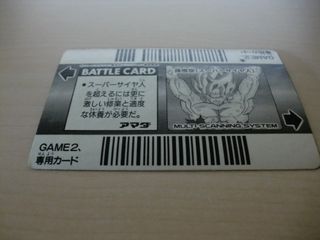 BATTLE CARD
●スーパーサイヤ人
を超えるには更に
激しい修業と適度
な休養が必要だ。
アマダ
MULTI SCANNING SYSTEM
GAME2、
専用カード